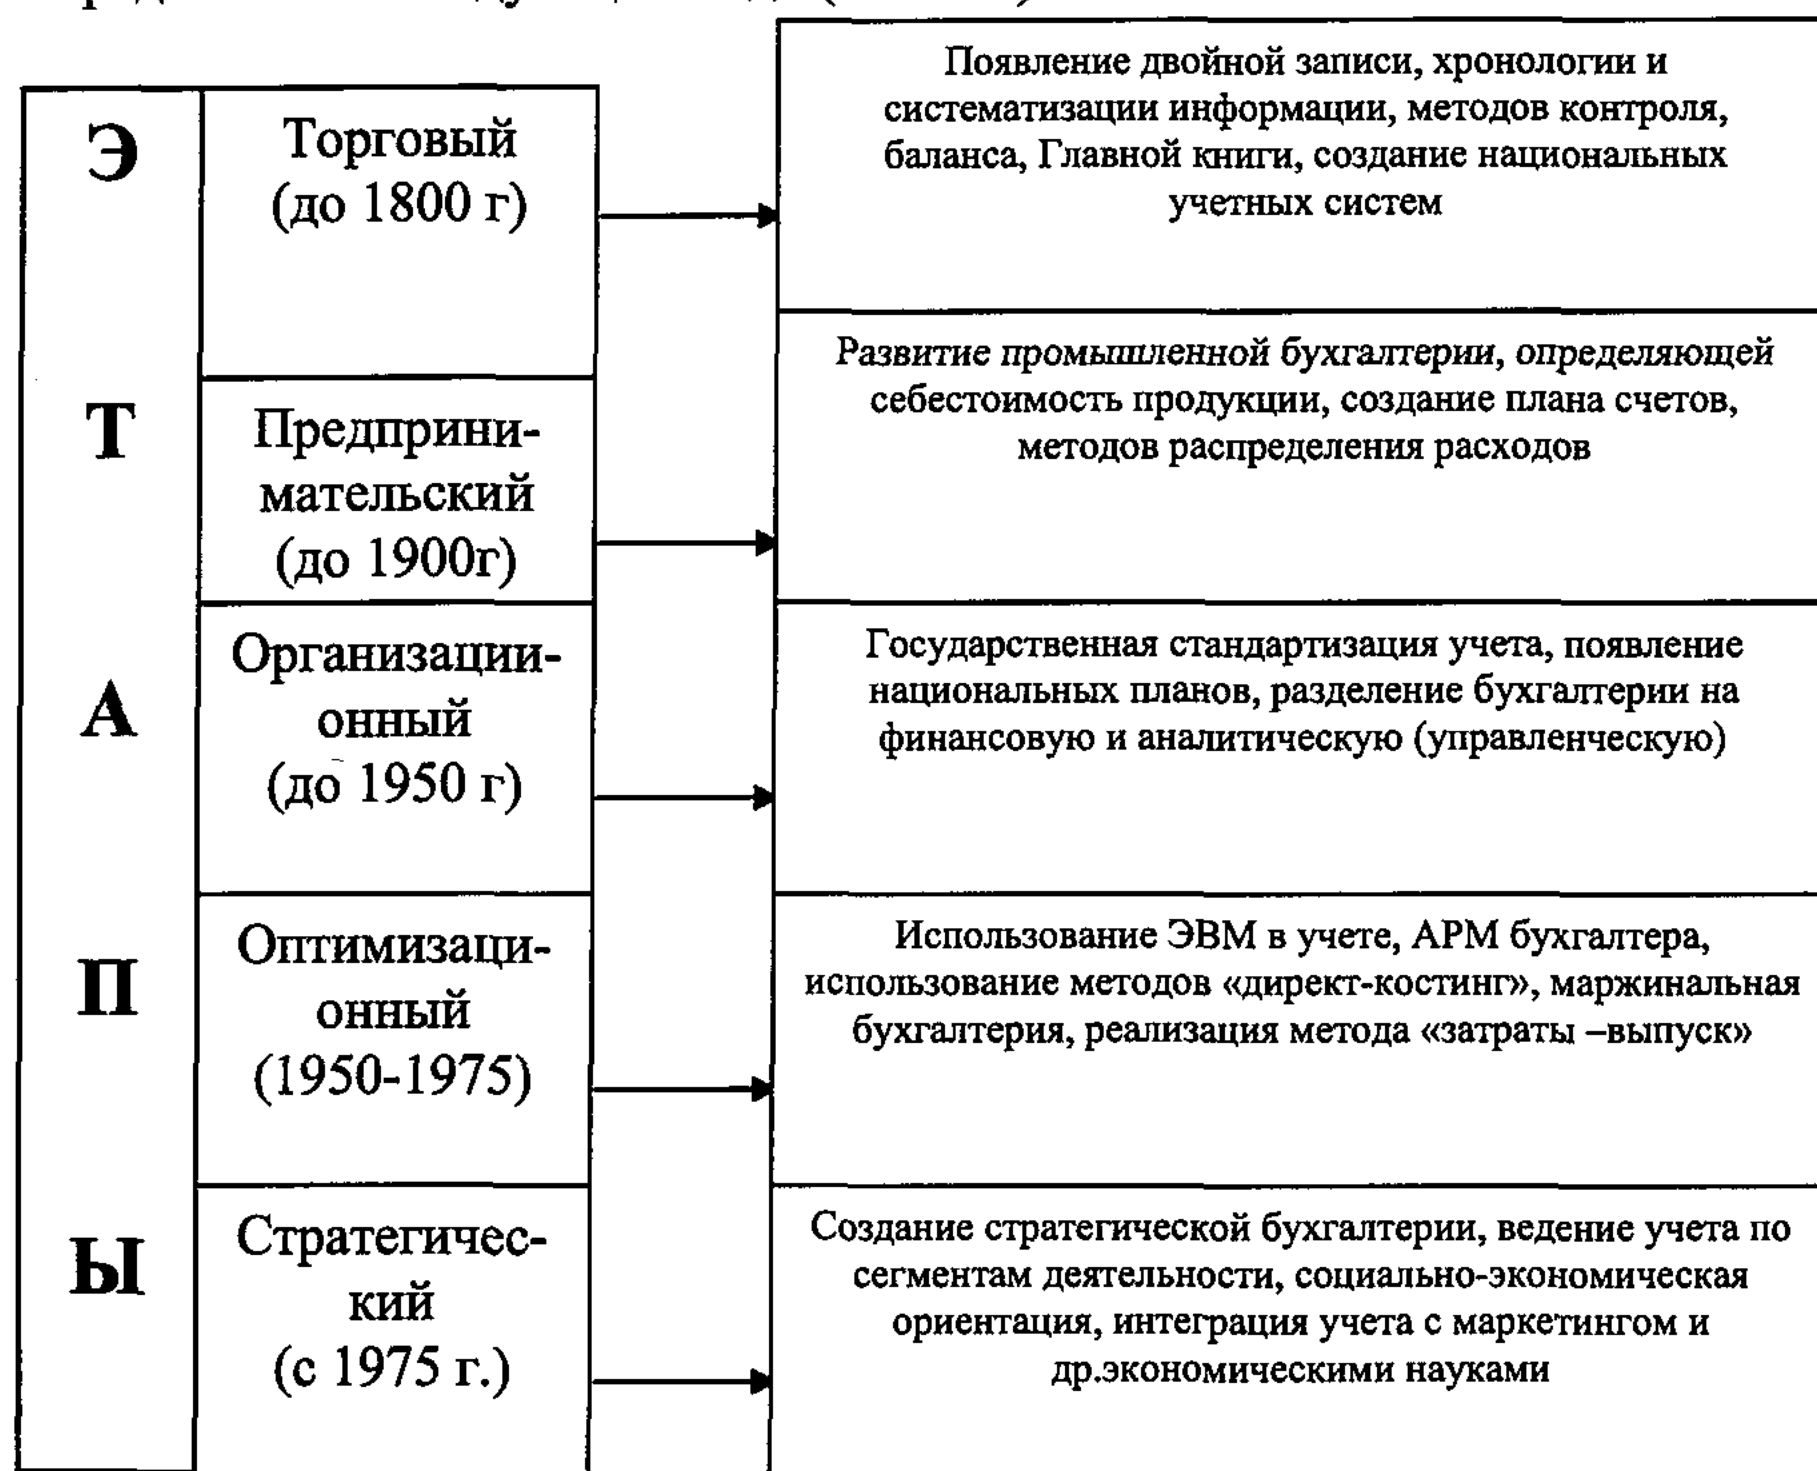 Э
Торговый
(до 1800 г)
Появление двойной записи, хронологии и
систематизации информации, методов контроля,
баланса, Главной книги, создание национальных
учетных систем
Т
Предприни-
мательский
(до 1900г)
Развитие промышленной бухгалтерии, определяющей
себестоимость продукции, создание плана счетов,
методов распределения расходов
А
Организации-
онный
(до 1950 г)
Государственная стандартизация учета, появление
национальных планов, разделение бухгалтерии на
финансовую и аналитическую (управленческую)
П
Оптимизаци-
онный
(1950-1975)
Использование ЭВМ в учете, АРМ бухгалтера,
использование методов «директ-костинг», маржинальная
бухгалтерия, реализация метода «затраты –выпуск»
Ы
Стратегичес-
кий
(с 1975 г.)
Создание стратегической бухгалтерии, ведение учета по
сегментам деятельности, социально-экономическая
ориентация, интеграция учета с маркетингом и
др.экономическими науками